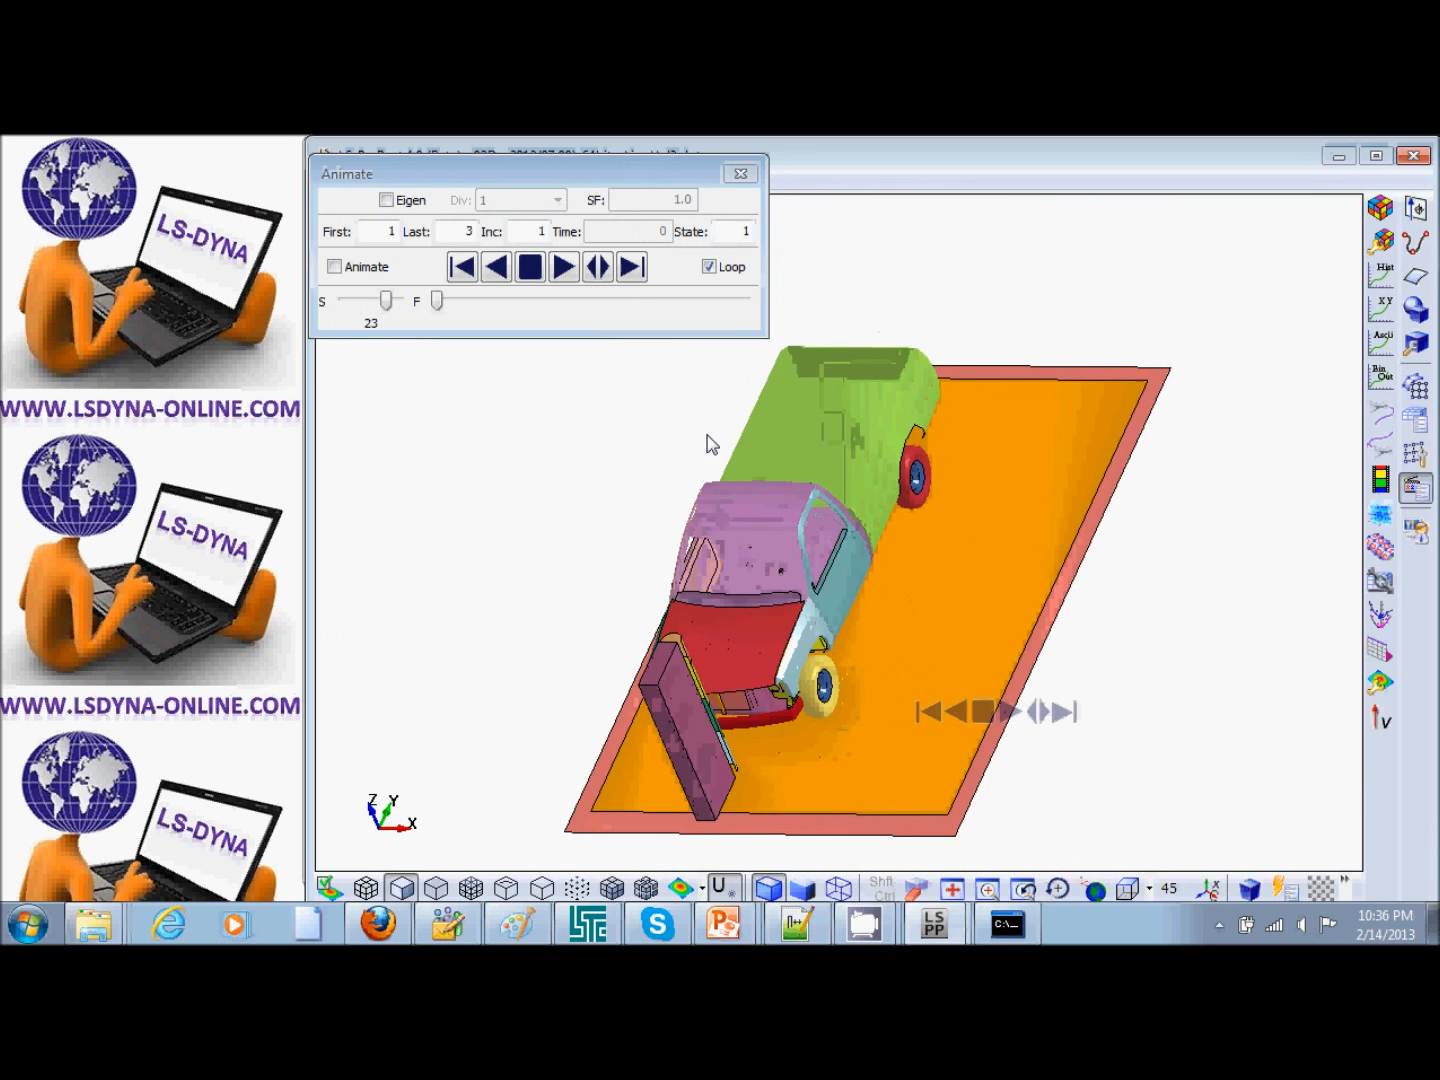 LS-DYNA
WWW.LSDYNA-ONLINE.COM
LS-DYNA
WWW.LSDYNA-ONLINE.COM
LS-DYNA
Animate
Eigen Div: 1 SF: 1.0
First: 1 Last: 3 Inc: 1 Time: 0 State: 1
Animate Loop
S F
23
Z Y
X
Hist
X Y
Ascii
Bin
Out
V
U
Shft
Ctrl
45
LS
PP
C:\_
10:36 PM
2/14/2013